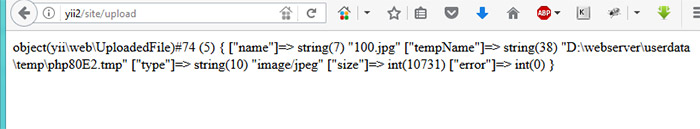 yii2/site/upload
ABP
K
object(yii\web\UploadedFile)#74 (5) { ["name"]=> string(7) "100.jpg" ["tempName"]=> string(38) "D:\webserver\userdata
\temp\php80E2.tmp" ["type"]=> string(10) "image/jpeg" ["size"]=> int(10731) ["error"]=> int(0) }